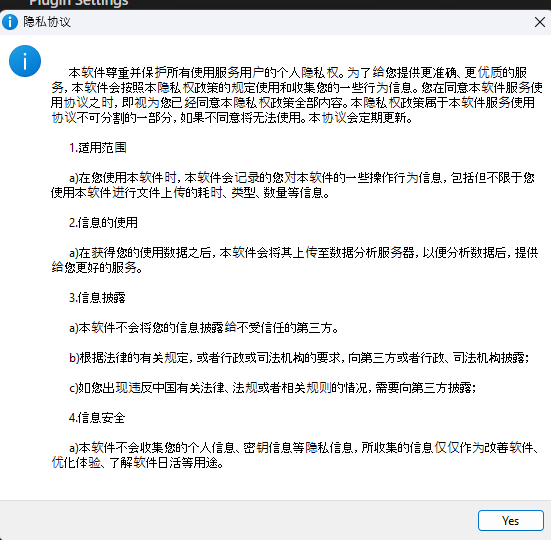 Plugin Settings
隐私协议
本软件尊重并保护所有使用服务用户的个人隐私权。为了给您提供更准确、更优质的服
务，本软件会按照本隐私权政策的规定使用和收集您的一些行为信息。您在同意本软件服务使
用协议之时，即视为您已经同意本隐私权政策全部内容。本隐私权政策属于本软件服务使用
协议不可分割的一部分，如果不同意将无法使用。本协议会定期更新。
1.适用范围
a)在您使用本软件时，本软件会记录的您对本软件的一些操作行为信息，包括但不限于您
使用本软件进行文件上传的耗时、类型、数量等信息。
2.信息的使用
a)在获得您的使用数据之后，本软件会将其上传至数据分析服务器，以便分析数据后，提供
给您更好的服务。
3.信息披露
a)本软件不会将您的信息披露给不受信任的第三方。
b)根据法律的有关规定，或者行政或司法机构的要求，向第三方或者行政、司法机构披露；
c)如您出现违反中国有关法律、法规或者相关规则的情况，需要向第三方披露；
4.信息安全
a)本软件不会收集您的个人信息、密钥信息等隐私信息，所收集的信息仅仅作为改善软件、
优化体验、了解软件日活等用途。
Yes